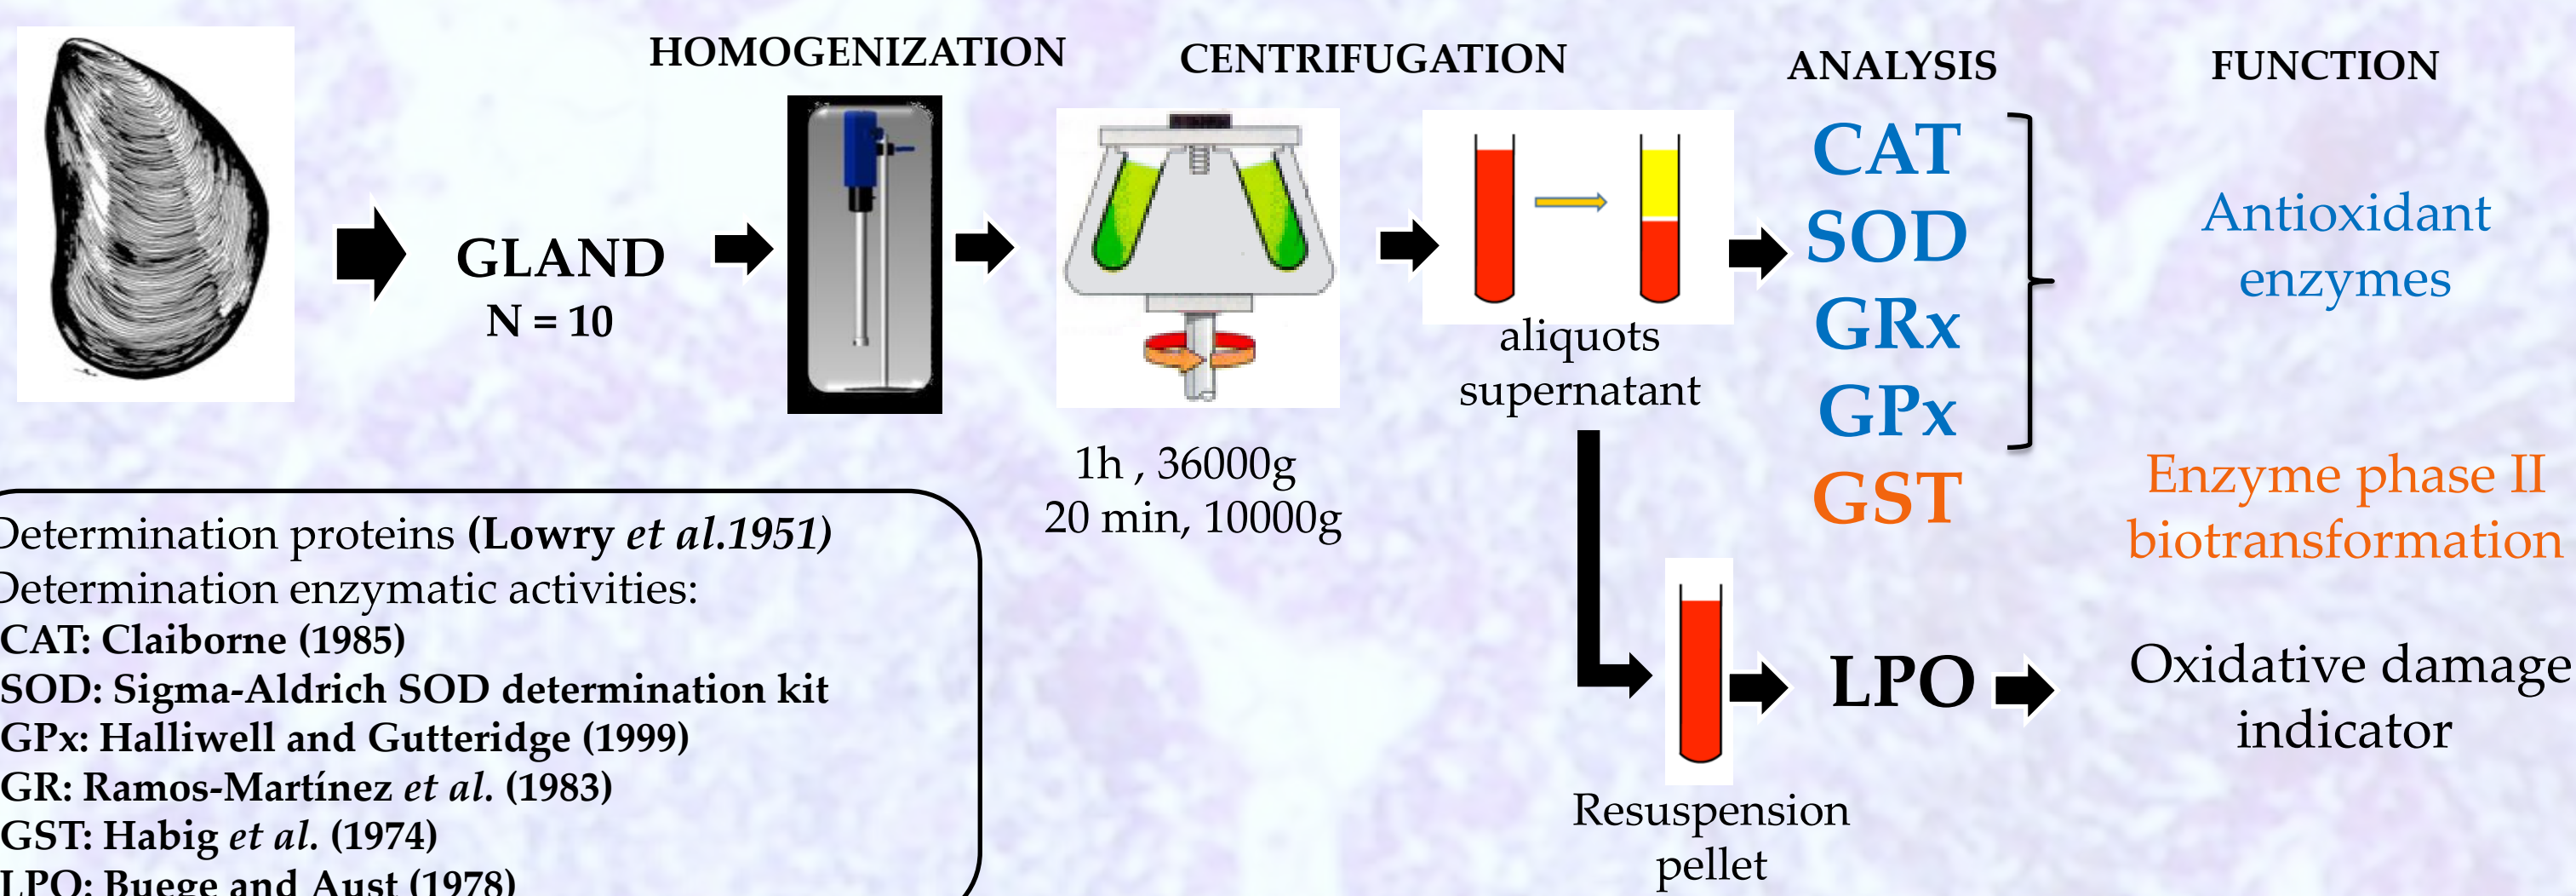 HOMOGENIZATION
CENTRIFUGATION
ANALYSIS
FUNCTION
GLAND
N = 10
1h , 36000g
20 min, 10000g
aliquots
supernatant
CAT
SOD
GRx
GPx
GST
Antioxidant
enzymes
Enzyme phase II
biotransformation
Resuspension
pellet
LPO
Oxidative damage
indicator
Determination proteins (Lowry et al.1951)
Determination enzymatic activities:
CAT: Claiborne (1985)
SOD: Sigma-Aldrich SOD determination kit
GPx: Halliwell and Gutteridge (1999)
GR: Ramos-Martínez et al. (1983)
GST: Habig et al. (1974)
LPO: Buege and Aust (1978)